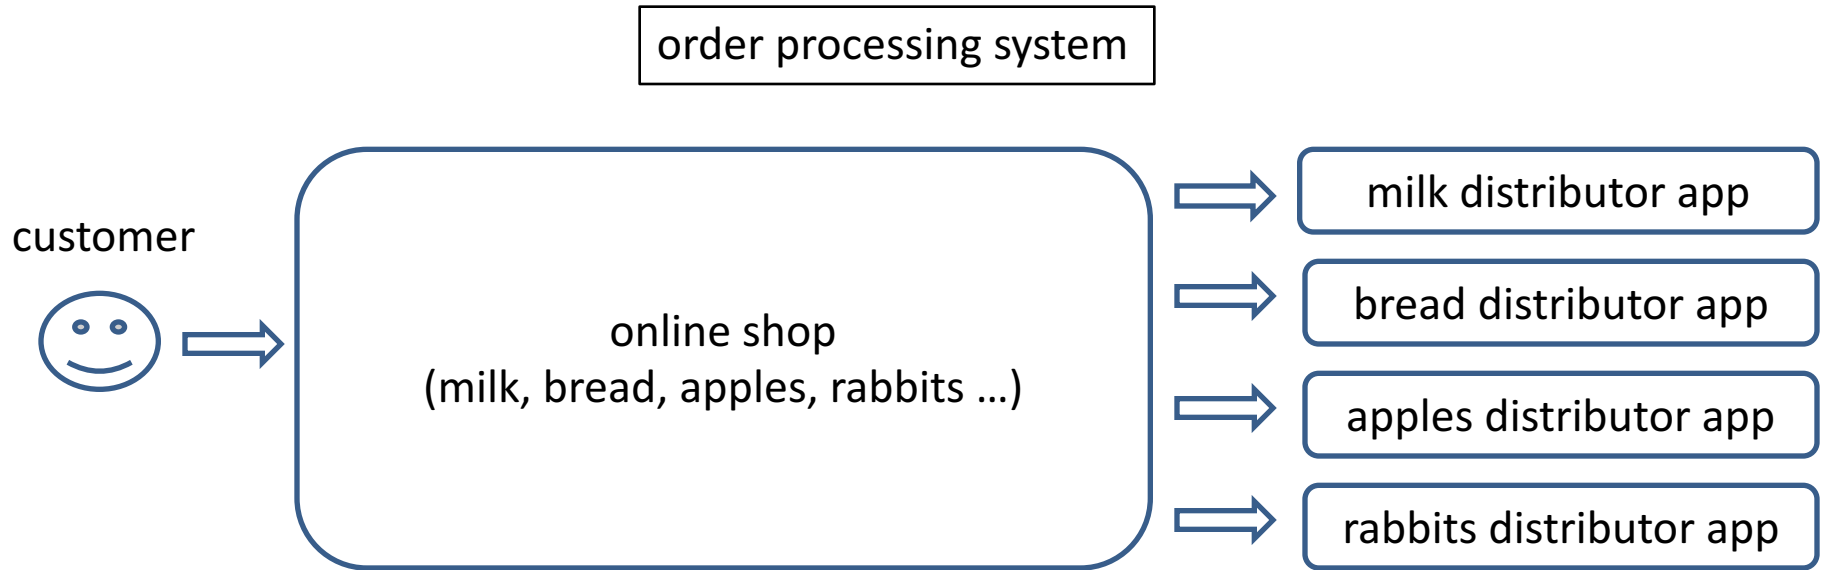 order processing system
customer
online shop
(milk, bread, apples, rabbits …)
milk distributor app
bread distributor app
apples distributor app
rabbits distributor app